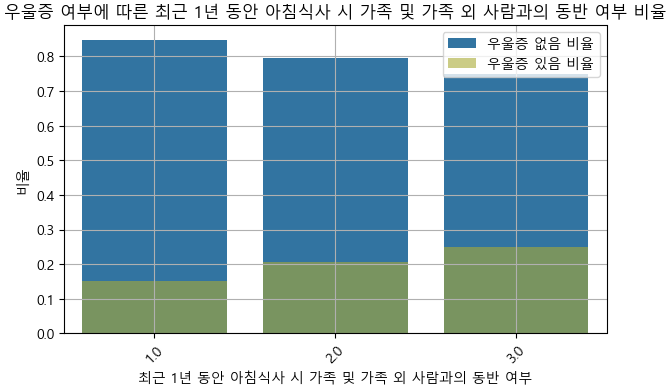 우울증 여부에 따른 최근 1년 동안 아침식사 시 가족 및 가족 외 사람과의 동반 여부 비율
우울증 없음 비율
우울증 있음 비율
0.8
0.7
0.6
0.5
0.4
0.3
0.2
0.1
0.0
비율
1.0
2.0
3.0
최근 1년 동안 아침식사 시 가족 및 가족 외 사람과의 동반 여부